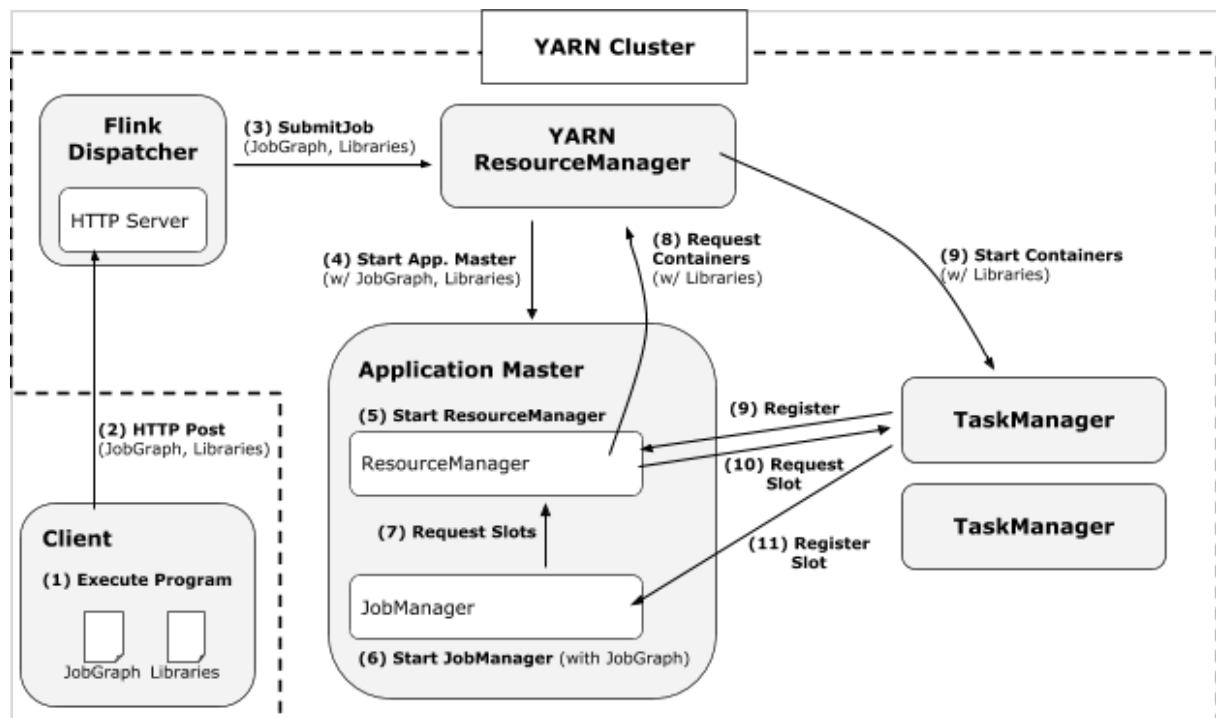 YARN Cluster
Flink
Dispatcher
HTTP Server
(3) SubmitJob
(JobGraph, Libraries)
YARN
ResourceManager
(4) Start App. Master
(w/ JobGraph, Libraries)
(8) Request
Containers
(w/ Libraries)
(9) Start Containers
(w/ Libraries)
(2) HTTP Post
(JobGraph, Libraries)
Application Master
(5) Start ResourceManager
ResourceManager
(7) Request Slots
JobManager
(6) Start JobManager (with JobGraph)
(9) Register
(10) Request
Slot
(11) Register
Slot
TaskManager
TaskManager
Client
(1) Execute Program
JobGraph
Libraries